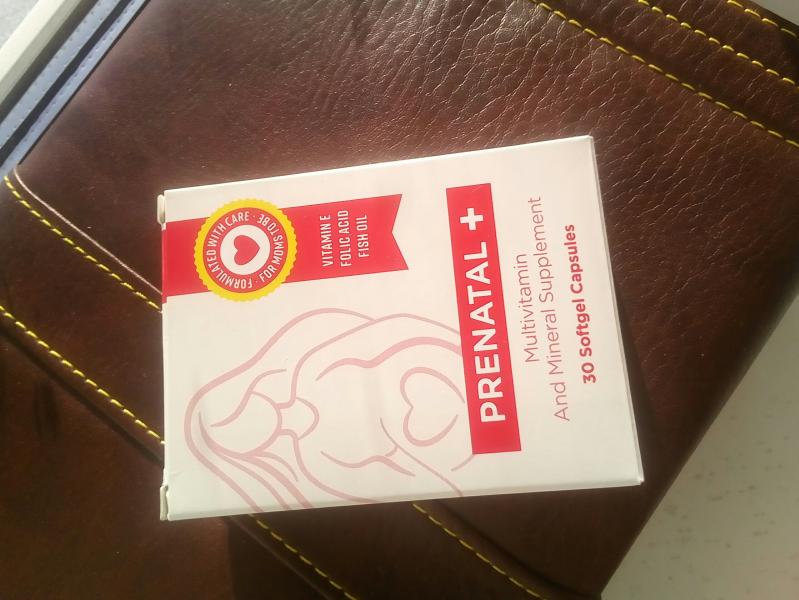 FORMULATED WITH CARE · FOR MOMS TO BE ·
VITAMIN E
FOLIC ACID
FISH OIL
PRENATAL +
Multivitamin
And Mineral Supplement
30 Softgel Capsules